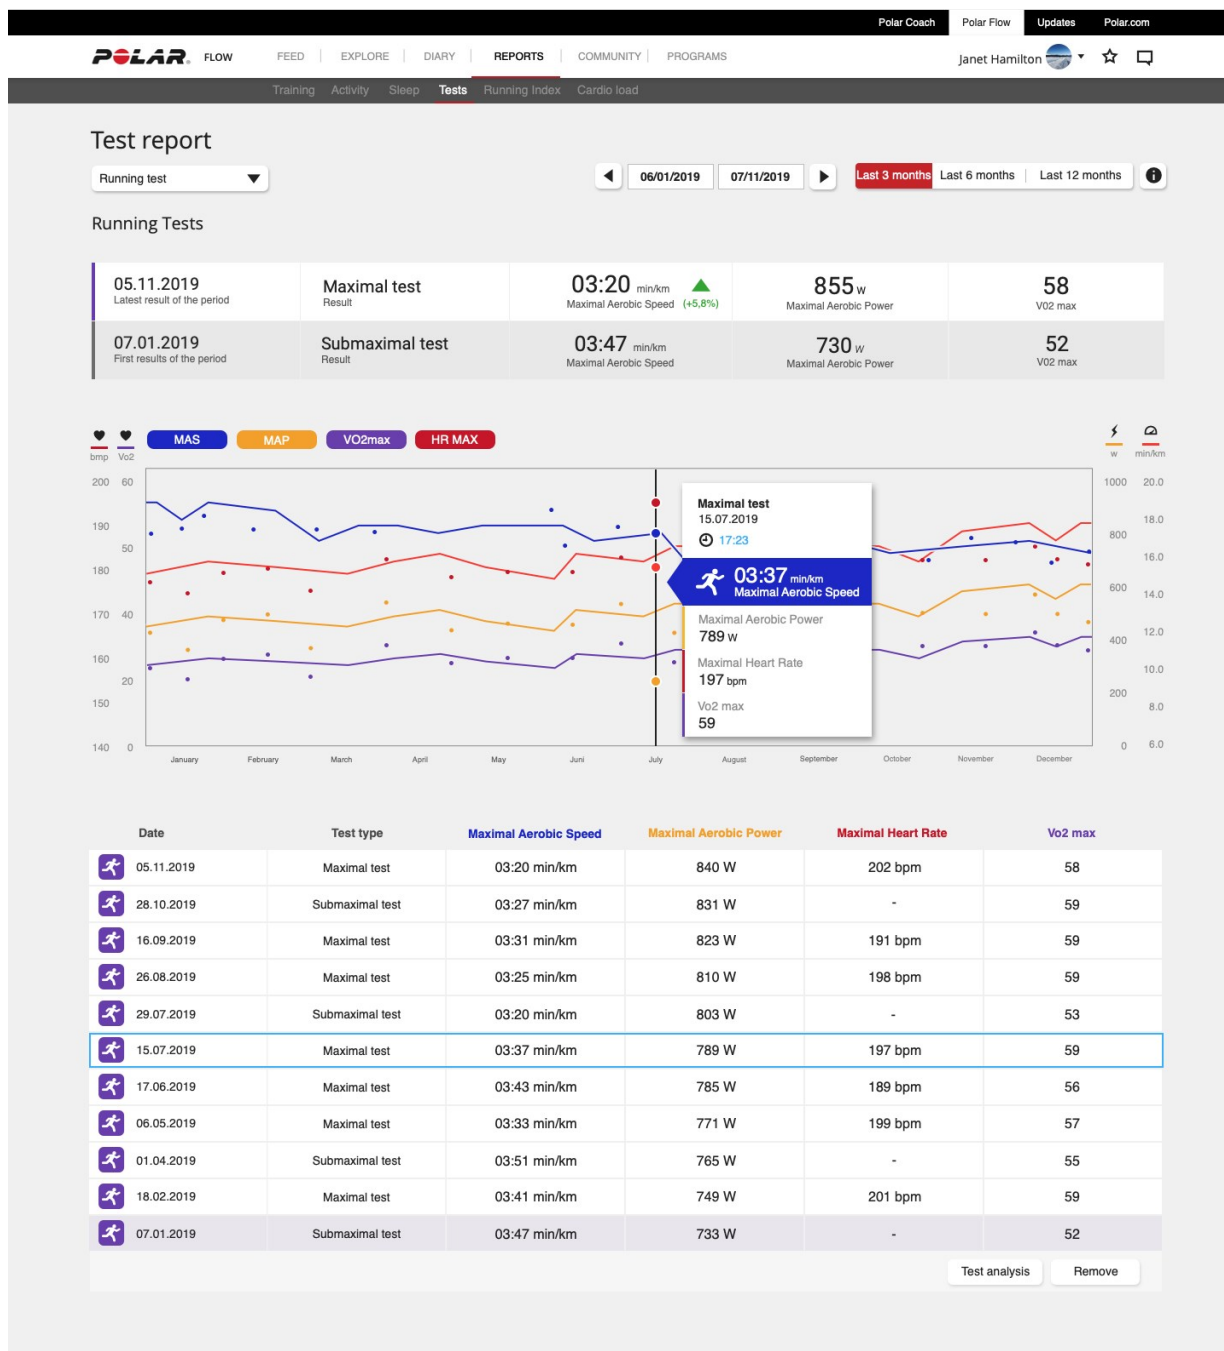 Polar Coach Polar Flow Updates Polar.com
POLAR. FLOW FEED EXPLORE DIARY REPORTS COMMUNITY PROGRAMS Janet Hamilton
Training Activity Sleep Tests Running Index Cardio load
Test report
Running test 06/01/2019 07/11/2019 Last 3 months Last 6 months Last 12 months
Running Tests
05.11.2019 Maximal test 03:20 min/km 855 w 58
Latest result of the period Result Maximal Aerobic Speed (+5,8%) Maximal Aerobic Power V02 max
07.01.2019 Submaximal test 03:47 min/km 730 w 52
First results of the period Result Maximal Aerobic Speed Maximal Aerobic Power V02 max
MAS MAP VO2max HR MAX
bmp Vo2 w min/km
200 60 1000 20.0
190 18.0
50 800
180 16.0
600 14.0
170 40
400 12.0
160 10.0
20 200
150 8.0
140 0 0 6.0
Maximal test
15.07.2019
17:23
03:37 min/km
Maximal Aerobic Speed
Maximal Aerobic Power
789 w
Maximal Heart Rate
197 bpm
Vo2 max
59
January February March April May Juni July August September October November December
Date Test type Maximal Aerobic Speed Maximal Aerobic Power Maximal Heart Rate Vo2 max
05.11.2019 Maximal test 03:20 min/km 840 W 202 bpm 58
28.10.2019 Submaximal test 03:27 min/km 831 W - 59
16.09.2019 Maximal test 03:31 min/km 823 W 191 bpm 59
26.08.2019 Maximal test 03:25 min/km 810 W 198 bpm 59
29.07.2019 Submaximal test 03:20 min/km 803 W - 53
15.07.2019 Maximal test 03:37 min/km 789 W 197 bpm 59
17.06.2019 Maximal test 03:43 min/km 785 W 189 bpm 56
06.05.2019 Maximal test 03:33 min/km 771 W 199 bpm 57
01.04.2019 Submaximal test 03:51 min/km 765 W - 55
18.02.2019 Maximal test 03:41 min/km 749 W 201 bpm 59
07.01.2019 Submaximal test 03:47 min/km 733 W - 52
Test analysis Remove